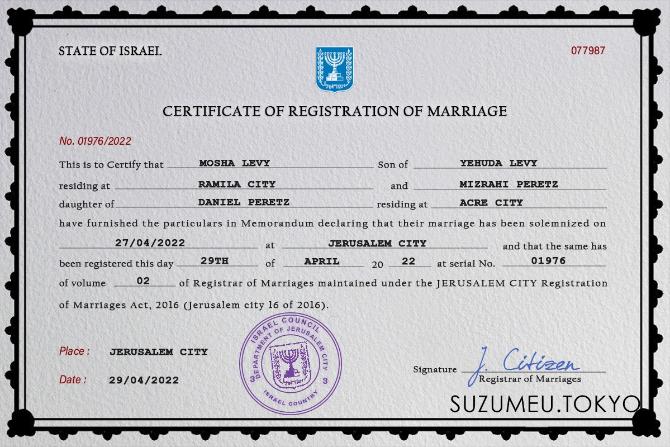 STATE OF ISRAEL
077987
CERTIFICATE OF REGISTRATION OF MARRIAGE
No. 01976/2022
This is to Certify that MOSHA LEVY Son of YEHUDA LEVY
residing at RAMILA CITY and MIZRAHI PERETZ
daughter of DANIEL PERETZ residing at ACRE CITY
have furnished the particulars in Memorandum declaring that their marriage has been solemnized on
27/04/2022 at JERUSALEM CITY and that the same has
been registered this day 29TH of APRIL 20 22 at serial No. 01976
of volume 02 of Registrar of Marriages maintained under the JERUSALEM CITY Registration
of Marriages Act, 2016 (Jerusalem city 16 of 2016).
ISRAEL COUNCIL
DEPARTMENT OF JERUSALEM CITY
ISRAEL COUNTRY
Place : JERUSALEM CITY
Date : 29/04/2022
Signature J. Citizen
Registrar of Marriages
SUZUMEU.TOKYO